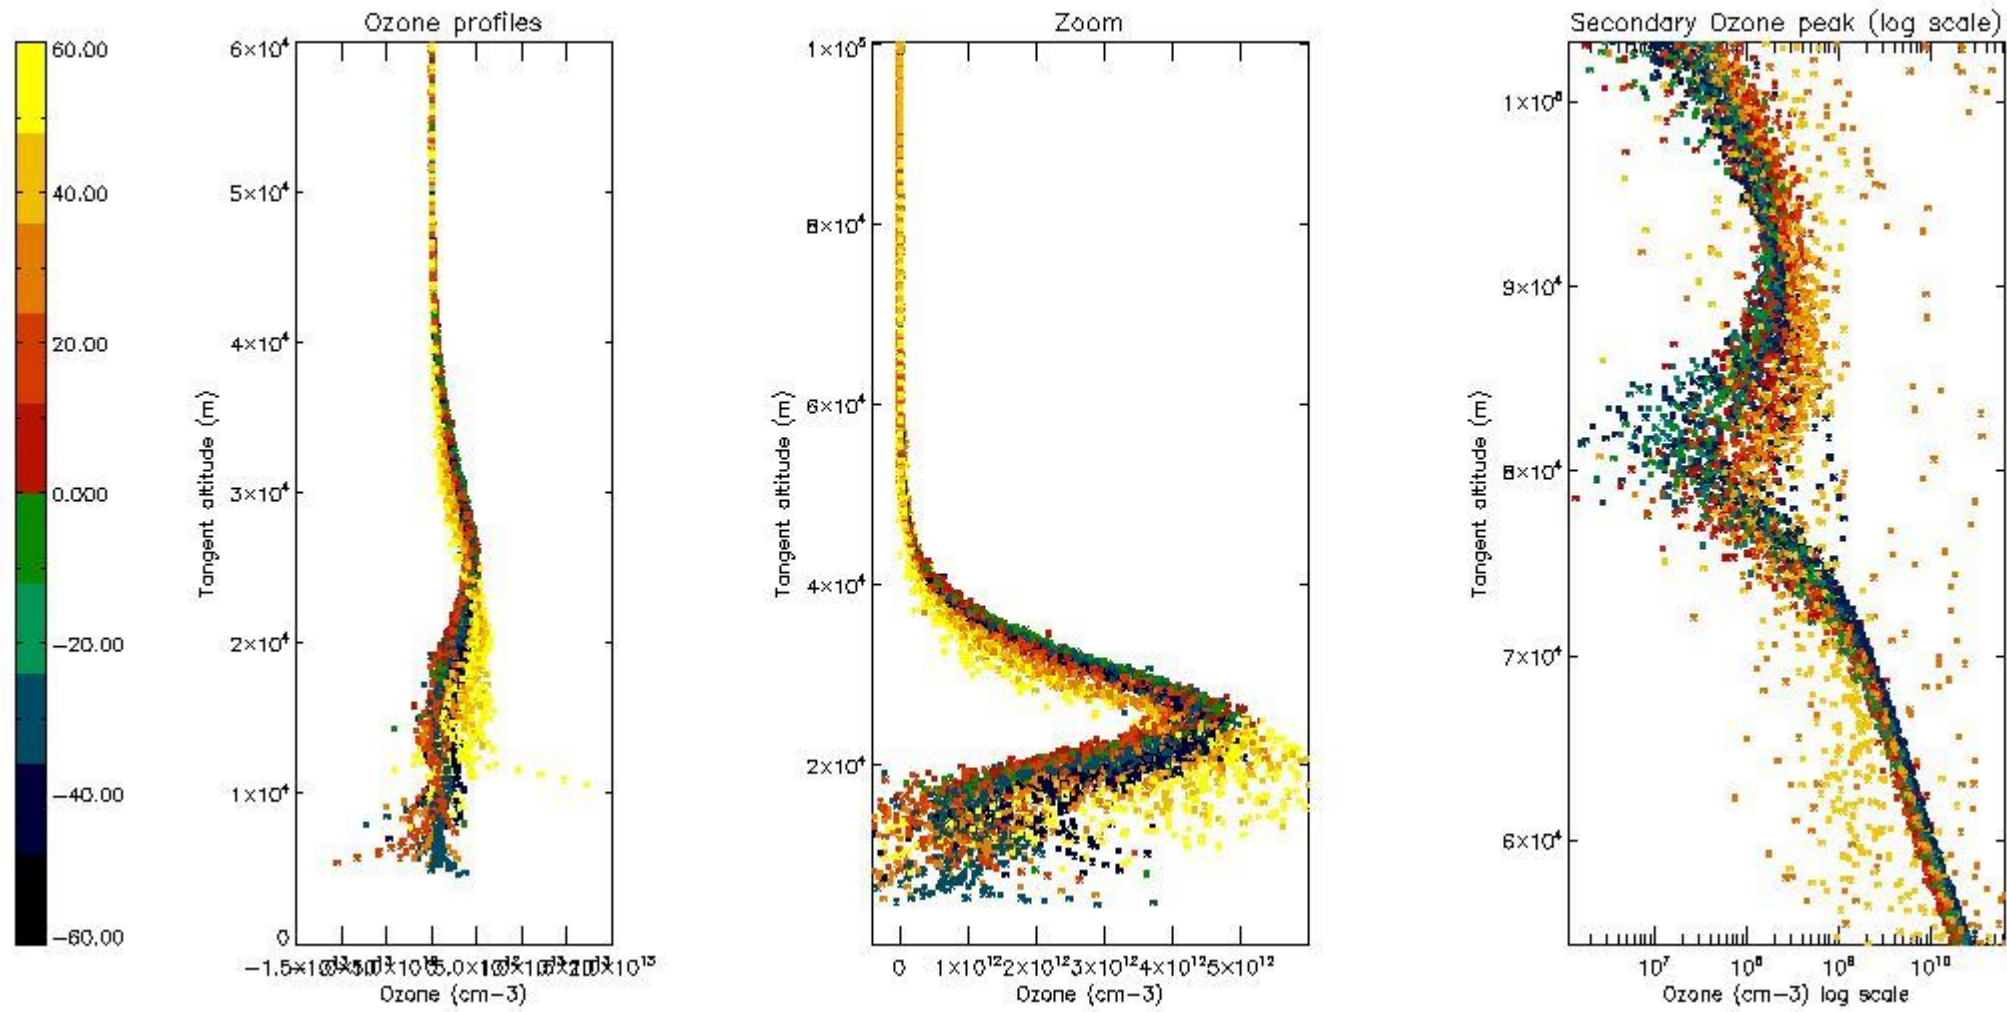 Ozone profiles
Zoom
Secondary Ozone peak (log scale)
60.00
40.00
20.00
0.000
−20.00
−40.00
−60.00
6×10⁴
5×10⁴
4×10⁴
3×10⁴
2×10⁴
1×10⁴
0
Tangent altitude (m)
Ozone (cm−3)
1×10⁵
8×10⁴
6×10⁴
4×10⁴
2×10⁴
Tangent altitude (m)
0 1×10¹² 2×10¹² 3×10¹² 4×10¹² 5×10¹²
Ozone (cm−3)
1×10⁵
9×10⁴
8×10⁴
7×10⁴
6×10⁴
Tangent altitude (m)
10⁷ 10⁸ 10⁹ 10¹⁰
Ozone (cm−3) log scale